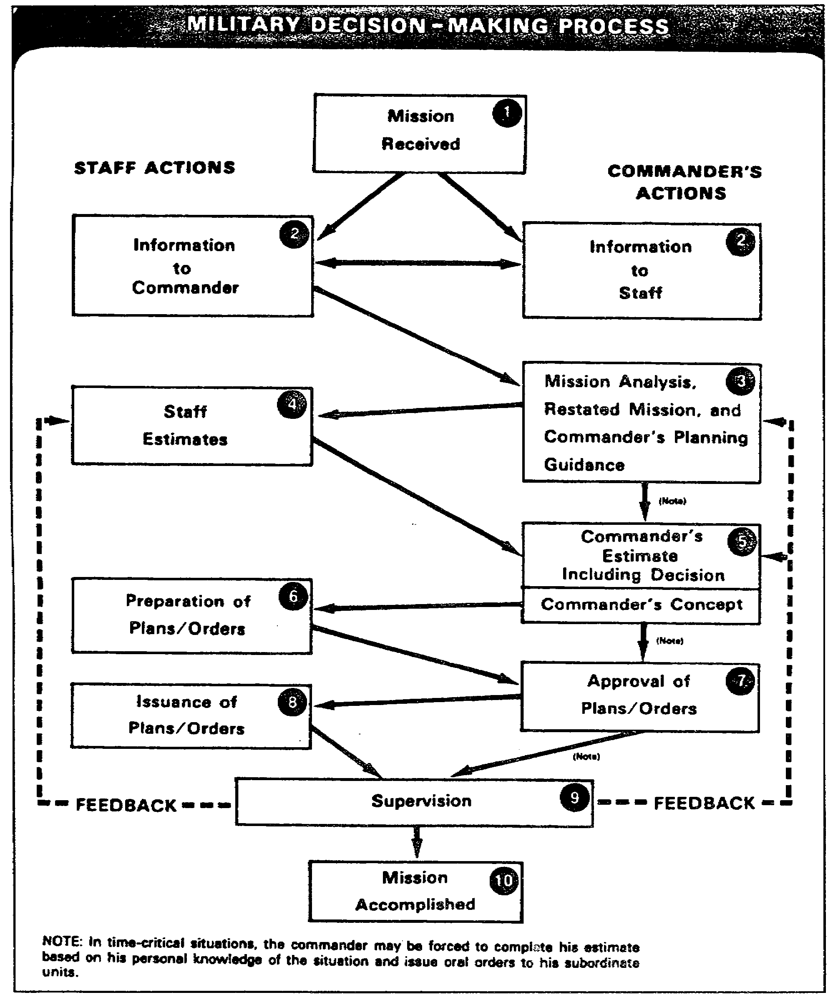 MILITARY DECISION-MAKING PROCESS
1
Mission
Received
STAFF ACTIONS
COMMANDER'S
ACTIONS
2
Information
to
Commander
2
Information
to
Staff
3
Mission Analysis,
Restated Mission, and
Commander's Planning
Guidance
4
Staff
Estimates
(Note)
5
Commander's
Estimate
Including Decision
Commander's Concept
6
Preparation of
Plans/Orders
(Note)
7
Approval of
Plans/Orders
8
Issuance of
Plans/Orders
(Note)
9
Supervision
FEEDBACK
FEEDBACK
10
Mission
Accomplished
NOTE: In time-critical situations, the commander may be forced to complete his estimate
based on his personal knowledge of the situation and issue oral orders to his subordinate
units.